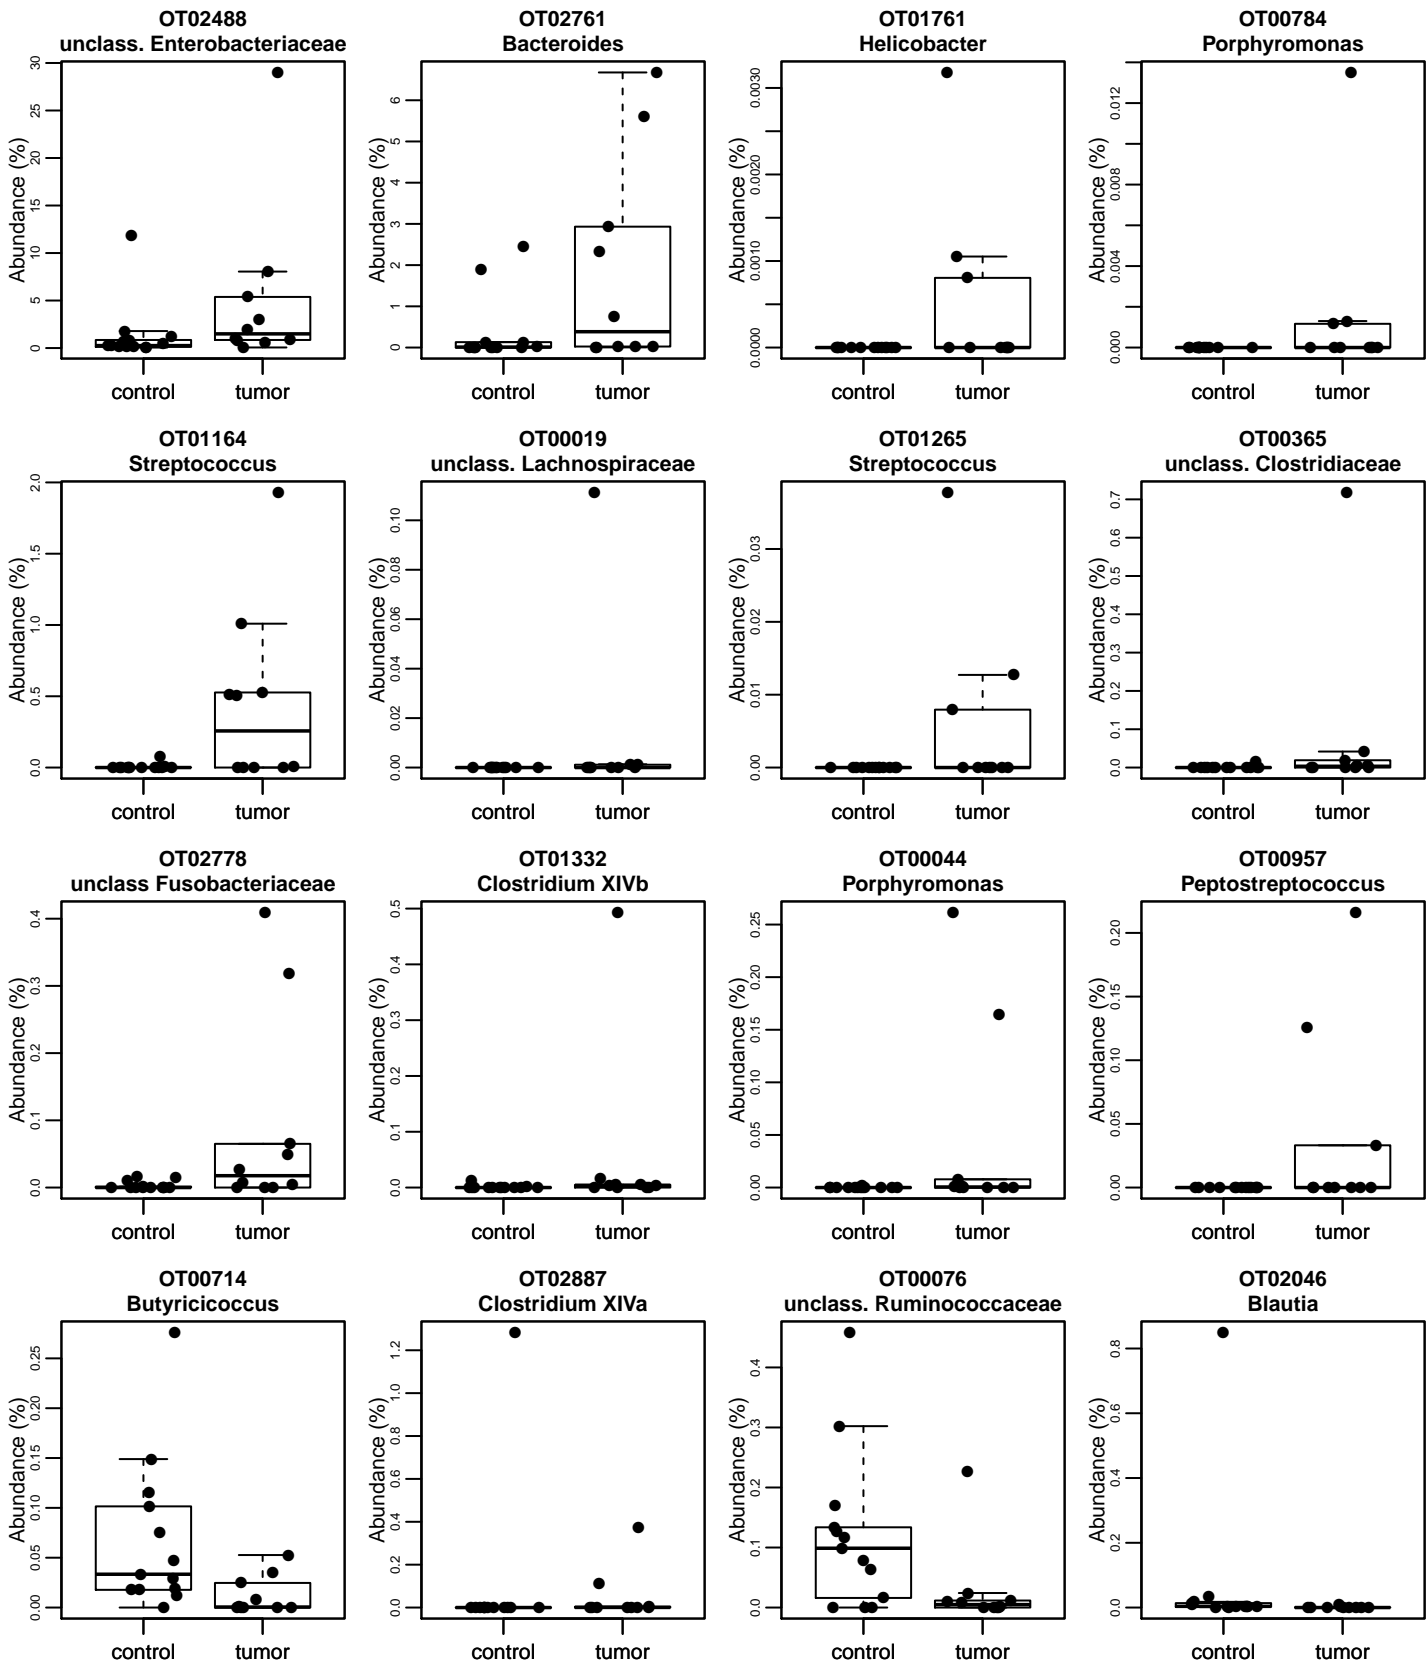 OT02488
unclass. Enterobacteriaceae
Abundance (%)
0
5
10
15
20
25
30
control
tumor
OT02761
Bacteroides
Abundance (%)
0
1
2
3
4
5
6
control
tumor
OT01761
Helicobacter
Abundance (%)
0.0000
0.0010
0.0020
0.0030
control
tumor
OT00784
Porphyromonas
Abundance (%)
0.000
0.004
0.008
0.012
control
tumor
OT01164
Streptococcus
Abundance (%)
0.0
0.5
1.0
1.5
2.0
control
tumor
OT00019
unclass. Lachnospiraceae
Abundance (%)
0.00
0.02
0.04
0.06
0.08
0.10
control
tumor
OT01265
Streptococcus
Abundance (%)
0.00
0.01
0.02
0.03
control
tumor
OT00365
unclass. Clostridiaceae
Abundance (%)
0.0
0.1
0.2
0.3
0.4
0.5
0.6
0.7
control
tumor
OT02778
unclass Fusobacteriaceae
Abundance (%)
0.0
0.1
0.2
0.3
0.4
control
tumor
OT01332
Clostridium XIVb
Abundance (%)
0.0
0.1
0.2
0.3
0.4
0.5
control
tumor
OT00044
Porphyromonas
Abundance (%)
0.00
0.05
0.10
0.15
0.20
0.25
control
tumor
OT00957
Peptostreptococcus
Abundance (%)
0.00
0.05
0.10
0.15
0.20
control
tumor
OT00714
Butyricicoccus
Abundance (%)
0.00
0.05
0.10
0.15
0.20
0.25
control
tumor
OT02887
Clostridium XIVa
Abundance (%)
0.0
0.2
0.4
0.6
0.8
1.0
1.2
control
tumor
OT00076
unclass. Ruminococcaceae
Abundance (%)
0.0
0.1
0.2
0.3
0.4
control
tumor
OT02046
Blautia
Abundance (%)
0.0
0.2
0.4
0.6
0.8
control
tumor